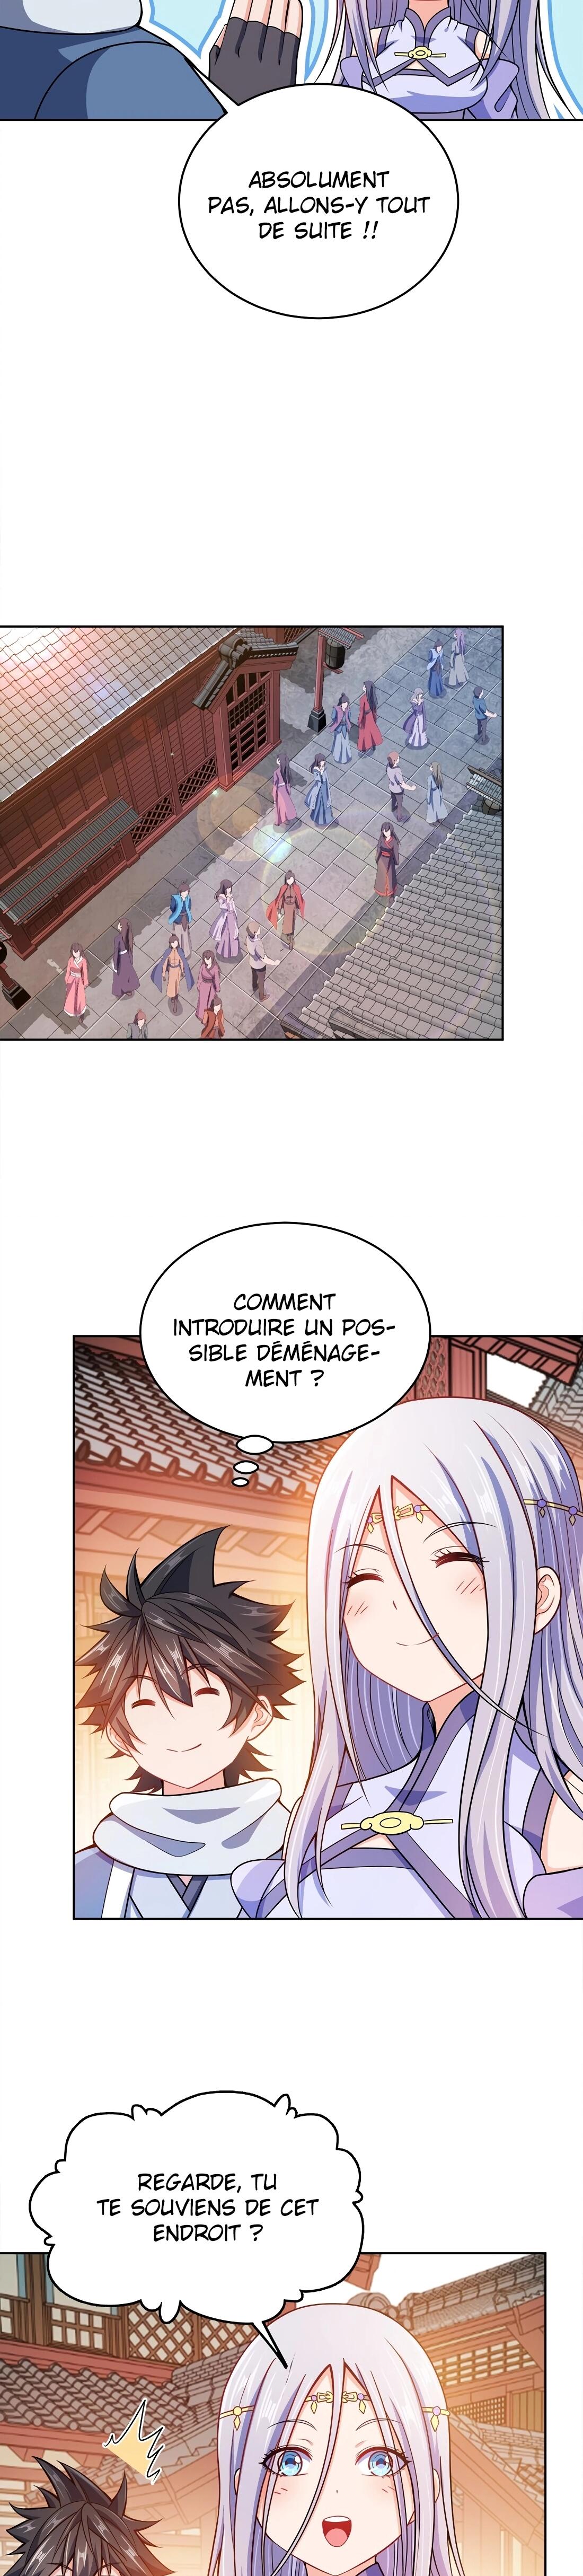 ABSOLUMENT
PAS, ALLONS-Y TOUT
DE SUITE !!
COMMENT
INTRODUIRE UN POS-
SIBLE DÉMÉNAGE-
MENT ?
REGARDE, TU
TE SOUVIENS DE CET
ENDROIT ?